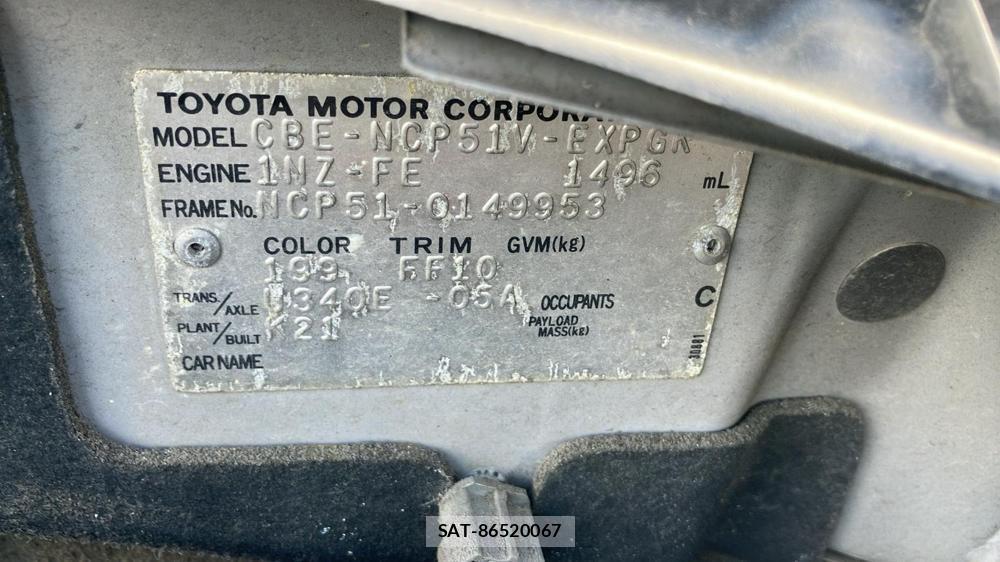 TOYOTA MOTOR CORPORA
MODEL CBE-NCP51V-EXPGK
ENGINE 1NZ-FE 1496 mL
FRAME No. NCP51-0149953
COLOR TRIM GVM(kg)
199 FF10
TRANS./AXLE U340E -05A OCCUPANTS C
PLANT/BUILT K21 PAYLOAD MASS(kg)
CAR NAME
SAT-86520067